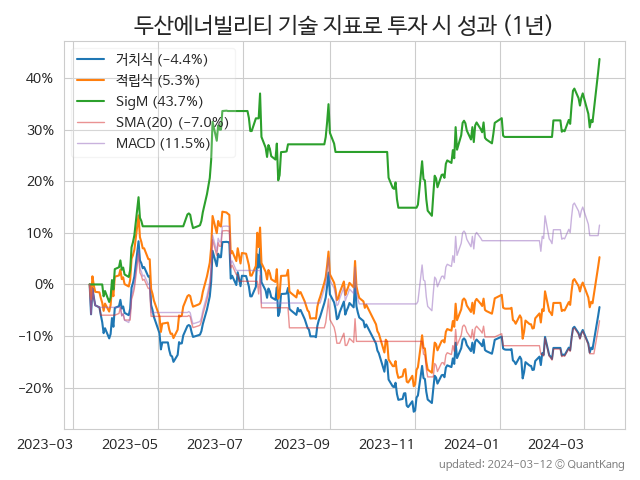 두산에너빌리티 기술 지표로 투자 시 성과 (1년)
거치식 (−4.4%)
적립식 (5.3%)
SigM (43.7%)
SMA(20) (−7.0%)
MACD (11.5%)
40%
30%
20%
10%
0%
−10%
−20%
2023-03 2023-05 2023-07 2023-09 2023-11 2024-01 2024-03
updated: 2024-03-12 © QuantKang